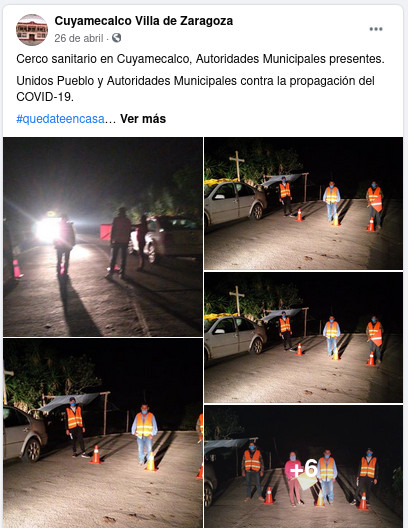 Cuyamecalco Villa de Zaragoza
26 de abril ·
Cerco sanitario en Cuyamecalco, Autoridades Municipales presentes.
Unidos Pueblo y Autoridades Municipales contra la propagación del
COVID-19.
#quedateencasa… Ver más
+6